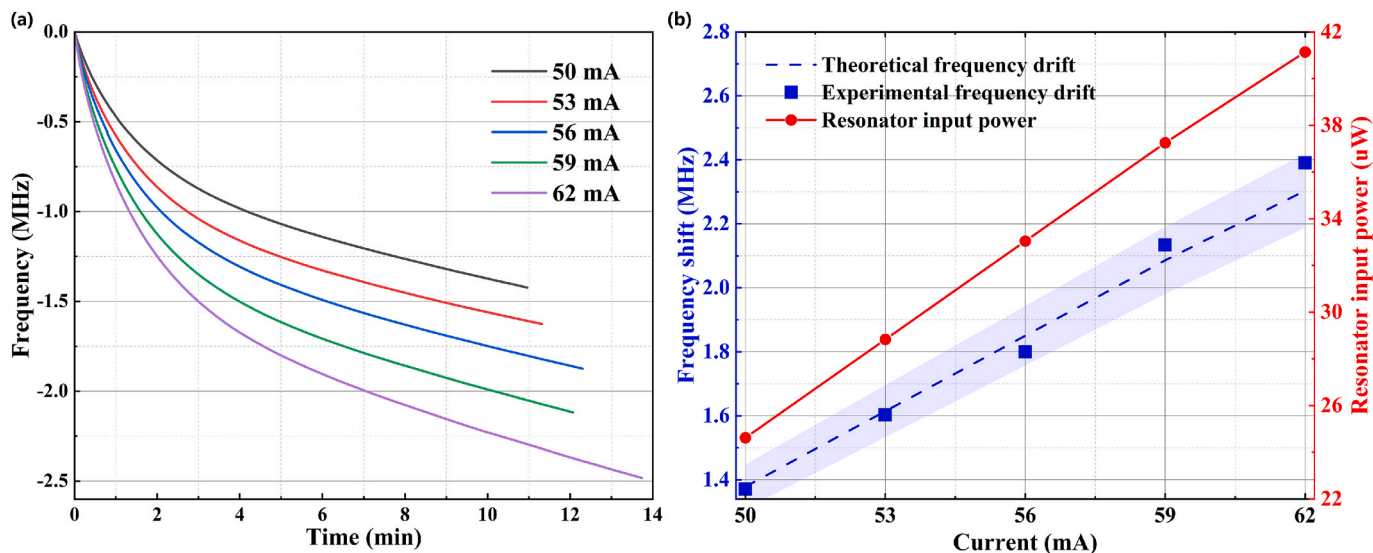 (a)
0.0
-0.5
-1.0
-1.5
-2.0
-2.5
Frequency (MHz)
50 mA
53 mA
56 mA
59 mA
62 mA
0 2 4 6 8 10 12 14
Time (min)
(b)
2.8
2.6
2.4
2.2
2.0
1.8
1.6
1.4
Frequency shift (MHz)
Theoretical frequency drift
Experimental frequency drift
Resonator input power
42
38
34
30
26
22
Resonator input power (uW)
50 53 56 59 62
Current (mA)